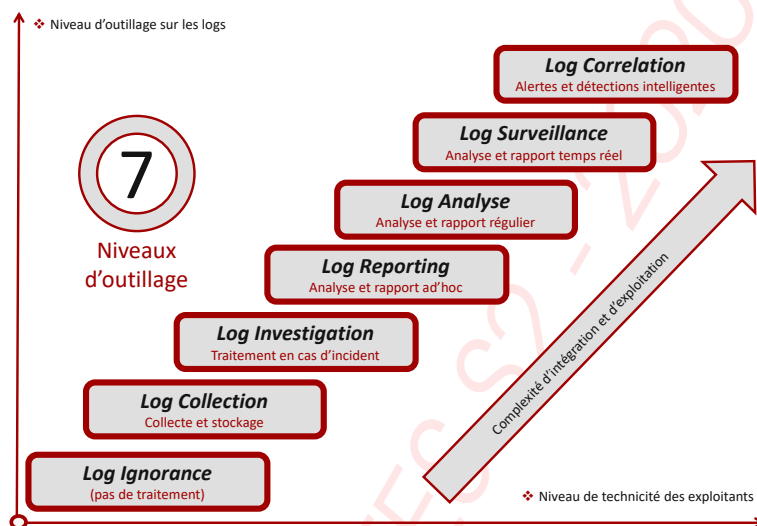 ❖ Niveau d'outillage sur les logs
Log Correlation
Alertes et détections intelligentes
Log Surveillance
Analyse et rapport temps réel
7
Niveaux
d'outillage
Log Analyse
Analyse et rapport régulier
Log Reporting
Analyse et rapport ad'hoc
Log Investigation
Traitement en cas d'incident
Complexité d'intégration et d'exploitation
Log Collection
Collecte et stockage
Log Ignorance
(pas de traitement)
❖ Niveau de technicité des exploitants